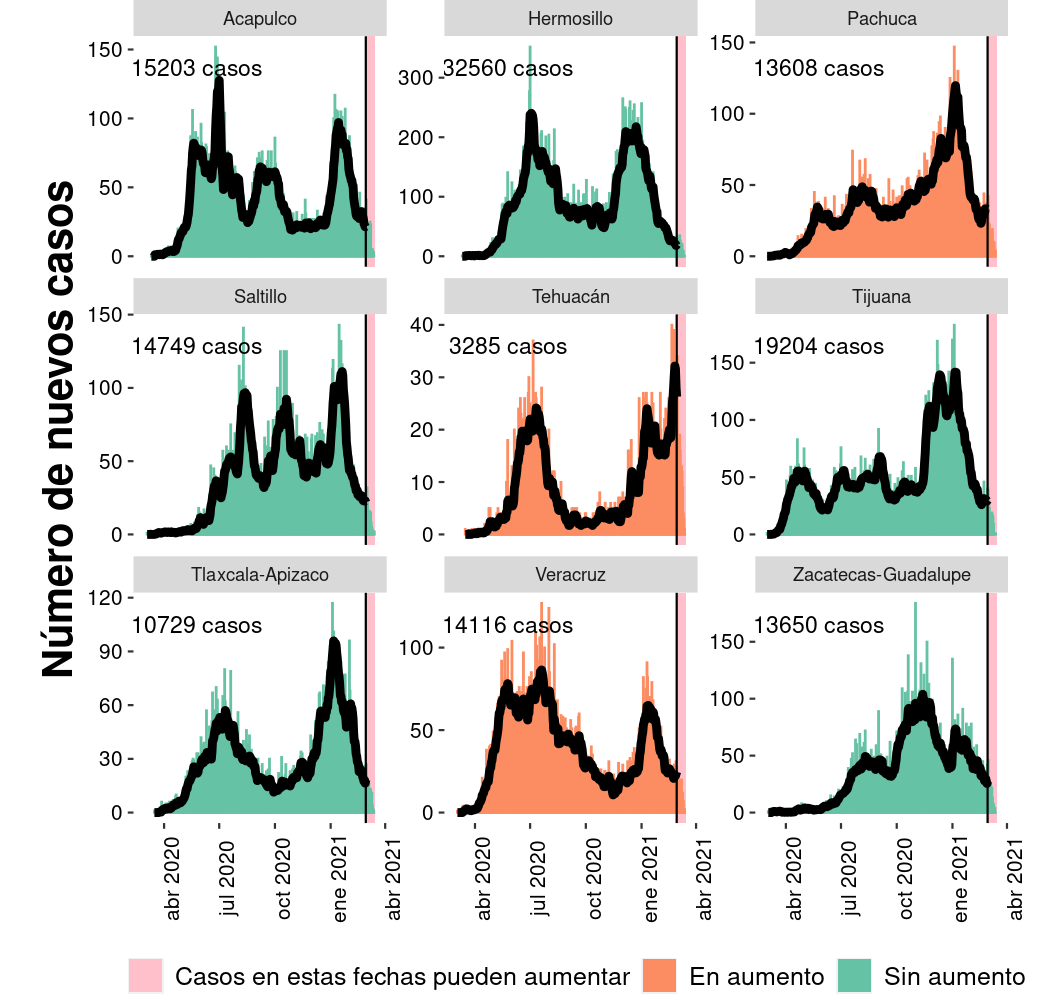 Número de nuevos casos
Acapulco
Hermosillo
Pachuca
150
100
50
0
15203 casos
300
200
100
0
32560 casos
150
100
50
0
13608 casos
Saltillo
Tehuacán
Tijuana
150
100
50
0
14749 casos
40
30
20
10
0
3285 casos
150
100
50
0
19204 casos
Tlaxcala-Apizaco
Veracruz
Zacatecas-Guadalupe
120
90
60
30
0
10729 casos
100
50
0
14116 casos
150
100
50
0
13650 casos
abr 2020
jul 2020
oct 2020
ene 2021
abr 2021
abr 2020
jul 2020
oct 2020
ene 2021
abr 2021
abr 2020
jul 2020
oct 2020
ene 2021
abr 2021
Casos en estas fechas pueden aumentar
En aumento
Sin aumento